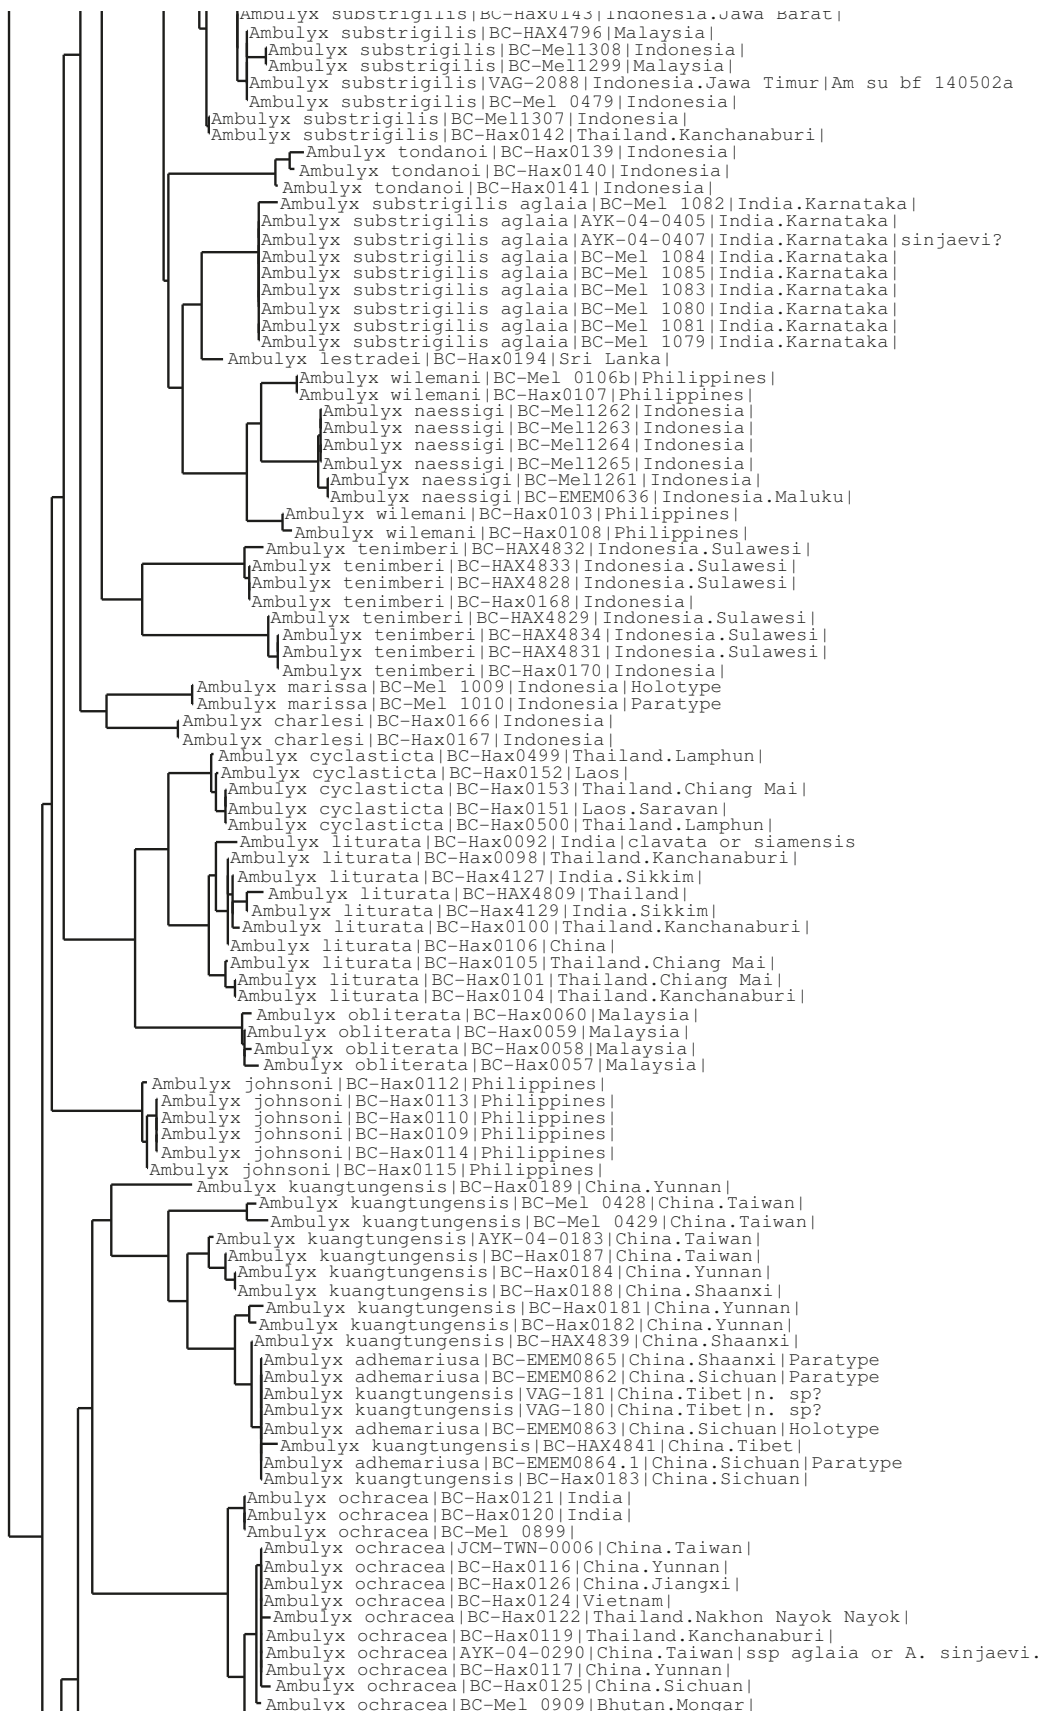 Ambulyx substrigilis|BC-Hax0143|Indonesia.Jawa Barat|
Ambulyx substrigilis|BC-HAX4796|Malaysia|
Ambulyx substrigilis|BC-Mel1308|Indonesia|
Ambulyx substrigilis|BC-Mel1299|Malaysia|
Ambulyx substrigilis|VAG-2088|Indonesia.Jawa Timur|Am su bf 140502a
Ambulyx substrigilis|BC-Mel 0479|Indonesia|
Ambulyx substrigilis|BC-Mel1307|Indonesia|
Ambulyx substrigilis|BC-Hax0142|Thailand.Kanchanaburi|
Ambulyx tondanoi|BC-Hax0139|Indonesia|
Ambulyx tondanoi|BC-Hax0140|Indonesia|
Ambulyx tondanoi|BC-Hax0141|Indonesia|
Ambulyx substrigilis aglaia|BC-Mel 1082|India.Karnataka|
Ambulyx substrigilis aglaia|AYK-04-0405|India.Karnataka|
Ambulyx substrigilis aglaia|AYK-04-0407|India.Karnataka|sinjaevi?
Ambulyx substrigilis aglaia|BC-Mel 1084|India.Karnataka|
Ambulyx substrigilis aglaia|BC-Mel 1085|India.Karnataka|
Ambulyx substrigilis aglaia|BC-Mel 1083|India.Karnataka|
Ambulyx substrigilis aglaia|BC-Mel 1080|India.Karnataka|
Ambulyx substrigilis aglaia|BC-Mel 1081|India.Karnataka|
Ambulyx substrigilis aglaia|BC-Mel 1079|India.Karnataka|
Ambulyx lestradei|BC-Hax0194|Sri Lanka|
Ambulyx wilemani|BC-Mel 0106b|Philippines|
Ambulyx wilemani|BC-Hax0107|Philippines|
Ambulyx naessigi|BC-Mel1262|Indonesia|
Ambulyx naessigi|BC-Mel1263|Indonesia|
Ambulyx naessigi|BC-Mel1264|Indonesia|
Ambulyx naessigi|BC-Mel1265|Indonesia|
Ambulyx naessigi|BC-Mel1261|Indonesia|
Ambulyx naessigi|BC-EMEM0636|Indonesia.Maluku|
Ambulyx wilemani|BC-Hax0103|Philippines|
Ambulyx wilemani|BC-Hax0108|Philippines|
Ambulyx tenimberi|BC-HAX4832|Indonesia.Sulawesi|
Ambulyx tenimberi|BC-HAX4833|Indonesia.Sulawesi|
Ambulyx tenimberi|BC-HAX4828|Indonesia.Sulawesi|
Ambulyx tenimberi|BC-Hax0168|Indonesia|
Ambulyx tenimberi|BC-HAX4829|Indonesia.Sulawesi|
Ambulyx tenimberi|BC-HAX4834|Indonesia.Sulawesi|
Ambulyx tenimberi|BC-HAX4831|Indonesia.Sulawesi|
Ambulyx tenimberi|BC-Hax0170|Indonesia|
Ambulyx marissa|BC-Mel 1009|Indonesia|Holotype
Ambulyx marissa|BC-Mel 1010|Indonesia|Paratype
Ambulyx charlesi|BC-Hax0166|Indonesia|
Ambulyx charlesi|BC-Hax0167|Indonesia|
Ambulyx cyclasticta|BC-Hax0499|Thailand.Lamphun|
Ambulyx cyclasticta|BC-Hax0152|Laos|
Ambulyx cyclasticta|BC-Hax0153|Thailand.Chiang Mai|
Ambulyx cyclasticta|BC-Hax0151|Laos.Saravan|
Ambulyx cyclasticta|BC-Hax0500|Thailand.Lamphun|
Ambulyx liturata|BC-Hax0092|India|clavata or siamensis
Ambulyx liturata|BC-Hax0098|Thailand.Kanchanaburi|
Ambulyx liturata|BC-Hax4127|India.Sikkim|
Ambulyx liturata|BC-HAX4809|Thailand|
Ambulyx liturata|BC-Hax4129|India.Sikkim|
Ambulyx liturata|BC-Hax0100|Thailand.Kanchanaburi|
Ambulyx liturata|BC-Hax0106|China|
Ambulyx liturata|BC-Hax0105|Thailand.Chiang Mai|
Ambulyx liturata|BC-Hax0101|Thailand.Chiang Mai|
Ambulyx liturata|BC-Hax0104|Thailand.Kanchanaburi|
Ambulyx obliterata|BC-Hax0060|Malaysia|
Ambulyx obliterata|BC-Hax0059|Malaysia|
Ambulyx obliterata|BC-Hax0058|Malaysia|
Ambulyx obliterata|BC-Hax0057|Malaysia|
Ambulyx johnsoni|BC-Hax0112|Philippines|
Ambulyx johnsoni|BC-Hax0113|Philippines|
Ambulyx johnsoni|BC-Hax0110|Philippines|
Ambulyx johnsoni|BC-Hax0109|Philippines|
Ambulyx johnsoni|BC-Hax0114|Philippines|
Ambulyx johnsoni|BC-Hax0115|Philippines|
Ambulyx kuangtungensis|BC-Hax0189|China.Yunnan|
Ambulyx kuangtungensis|BC-Mel 0428|China.Taiwan|
Ambulyx kuangtungensis|BC-Mel 0429|China.Taiwan|
Ambulyx kuangtungensis|AYK-04-0183|China.Taiwan|
Ambulyx kuangtungensis|BC-Hax0187|China.Taiwan|
Ambulyx kuangtungensis|BC-Hax0184|China.Yunnan|
Ambulyx kuangtungensis|BC-Hax0188|China.Shaanxi|
Ambulyx kuangtungensis|BC-Hax0181|China.Yunnan|
Ambulyx kuangtungensis|BC-Hax0182|China.Yunnan|
Ambulyx kuangtungensis|BC-HAX4839|China.Shaanxi|
Ambulyx adhemariusa|BC-EMEM0865|China.Shaanxi|Paratype
Ambulyx adhemariusa|BC-EMEM0862|China.Sichuan|Paratype
Ambulyx kuangtungensis|VAG-181|China.Tibet|n. sp?
Ambulyx kuangtungensis|VAG-180|China.Tibet|n. sp?
Ambulyx adhemariusa|BC-EMEM0863|China.Sichuan|Holotype
Ambulyx kuangtungensis|BC-HAX4841|China.Tibet|
Ambulyx adhemariusa|BC-EMEM0864.1|China.Sichuan|Paratype
Ambulyx kuangtungensis|BC-Hax0183|China.Sichuan|
Ambulyx ochracea|BC-Hax0121|India|
Ambulyx ochracea|BC-Hax0120|India|
Ambulyx ochracea|BC-Mel 0899|
Ambulyx ochracea|JCM-TWN-0006|China.Taiwan|
Ambulyx ochracea|BC-Hax0116|China.Yunnan|
Ambulyx ochracea|BC-Hax0126|China.Jiangxi|
Ambulyx ochracea|BC-Hax0124|Vietnam|
Ambulyx ochracea|BC-Hax0122|Thailand.Nakhon Nayok Nayok|
Ambulyx ochracea|BC-Hax0119|Thailand.Kanchanaburi|
Ambulyx ochracea|AYK-04-0290|China.Taiwan|ssp aglaia or A. sinjaevi.
Ambulyx ochracea|BC-Hax0117|China.Yunnan|
Ambulyx ochracea|BC-Hax0125|China.Sichuan|
Ambulyx ochracea|BC-Mel 0909|Bhutan.Mongar|